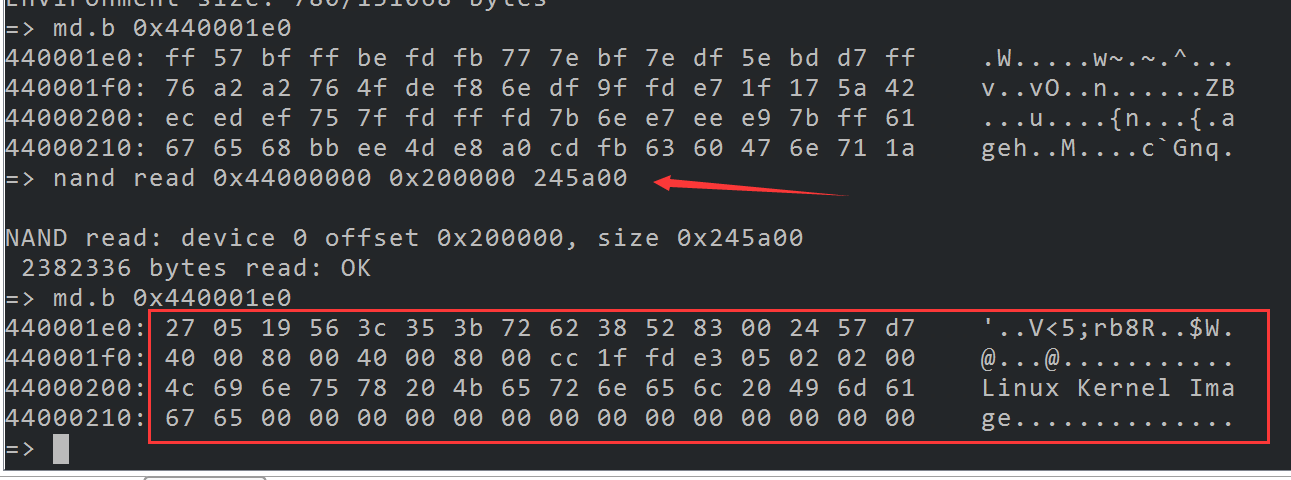 Environment size: 780/131068 bytes
=> md.b 0x440001e0
440001e0: ff 57 bf ff be fd fb 77 7e bf 7e df 5e bd d7 ff    .W.....w~.~.^...
440001f0: 76 a2 a2 76 4f de f8 6e df 9f fd e7 1f 17 5a 42    v..vO..n......ZB
44000200: ec ed ef 75 7f fd ff fd 7b 6e e7 ee e9 7b ff 61    ...u....{n...{.a
44000210: 67 65 68 bb ee 4d e8 a0 cd fb 63 60 47 6e 71 1a    geh..M....c`Gnq.
=> nand read 0x44000000 0x200000 245a00
NAND read: device 0 offset 0x200000, size 0x245a00
 2382336 bytes read: OK
=> md.b 0x440001e0
440001e0: 27 05 19 56 3c 35 3b 72 62 38 52 83 00 24 57 d7    '..V<5;rb8R..$W.
440001f0: 40 00 80 00 40 00 80 00 cc 1f fd e3 05 02 02 00    @...@...........
44000200: 4c 69 6e 75 78 20 4b 65 72 6e 65 6c 20 49 6d 61    Linux Kernel Ima
44000210: 67 65 00 00 00 00 00 00 00 00 00 00 00 00 00 00    ge..............
=>